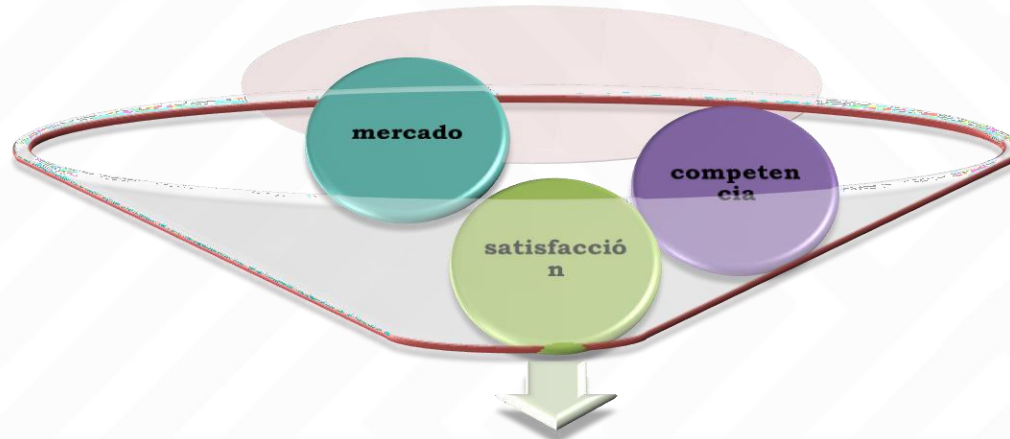 mercado
competen
cia
satisfacció
n